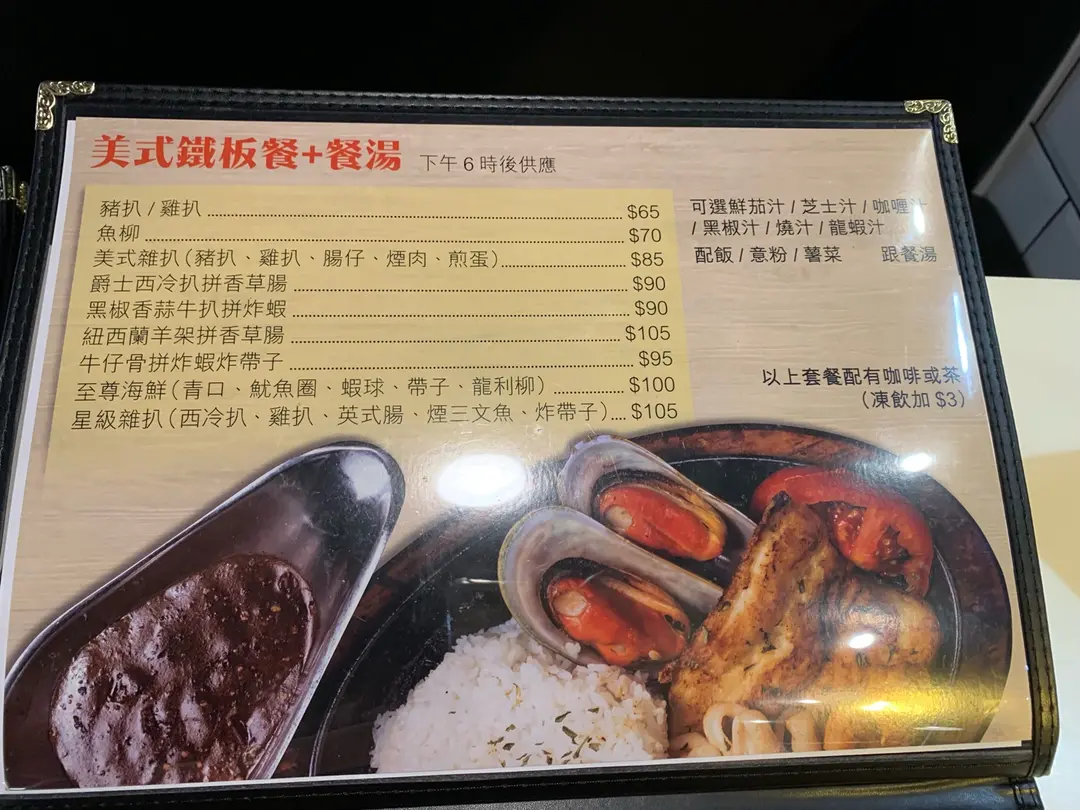 美式鐵板餐+餐湯 下午6時後供應
豬扒 / 雞扒 $65
魚柳 $70
美式雜扒(豬扒、雞扒、腸仔、煙肉、煎蛋) $85
爵士西冷扒拼香草腸 $90
黑椒香蒜牛扒拼炸蝦 $90
紐西蘭羊架拼香草腸 $105
牛仔骨拼炸蝦炸帶子 $95
至尊海鮮(青口、魷魚圈、蝦球、帶子、龍利柳) $100
星級雜扒(西冷扒、雞扒、英式腸、煙三文魚、炸帶子) $105
可選鮮茄汁 / 芝士汁 / 咖喱汁
/ 黑椒汁 / 燒汁 / 龍蝦汁
配飯 / 意粉 / 薯菜 跟餐湯
以上套餐配有咖啡或茶
(凍飲加 $3)